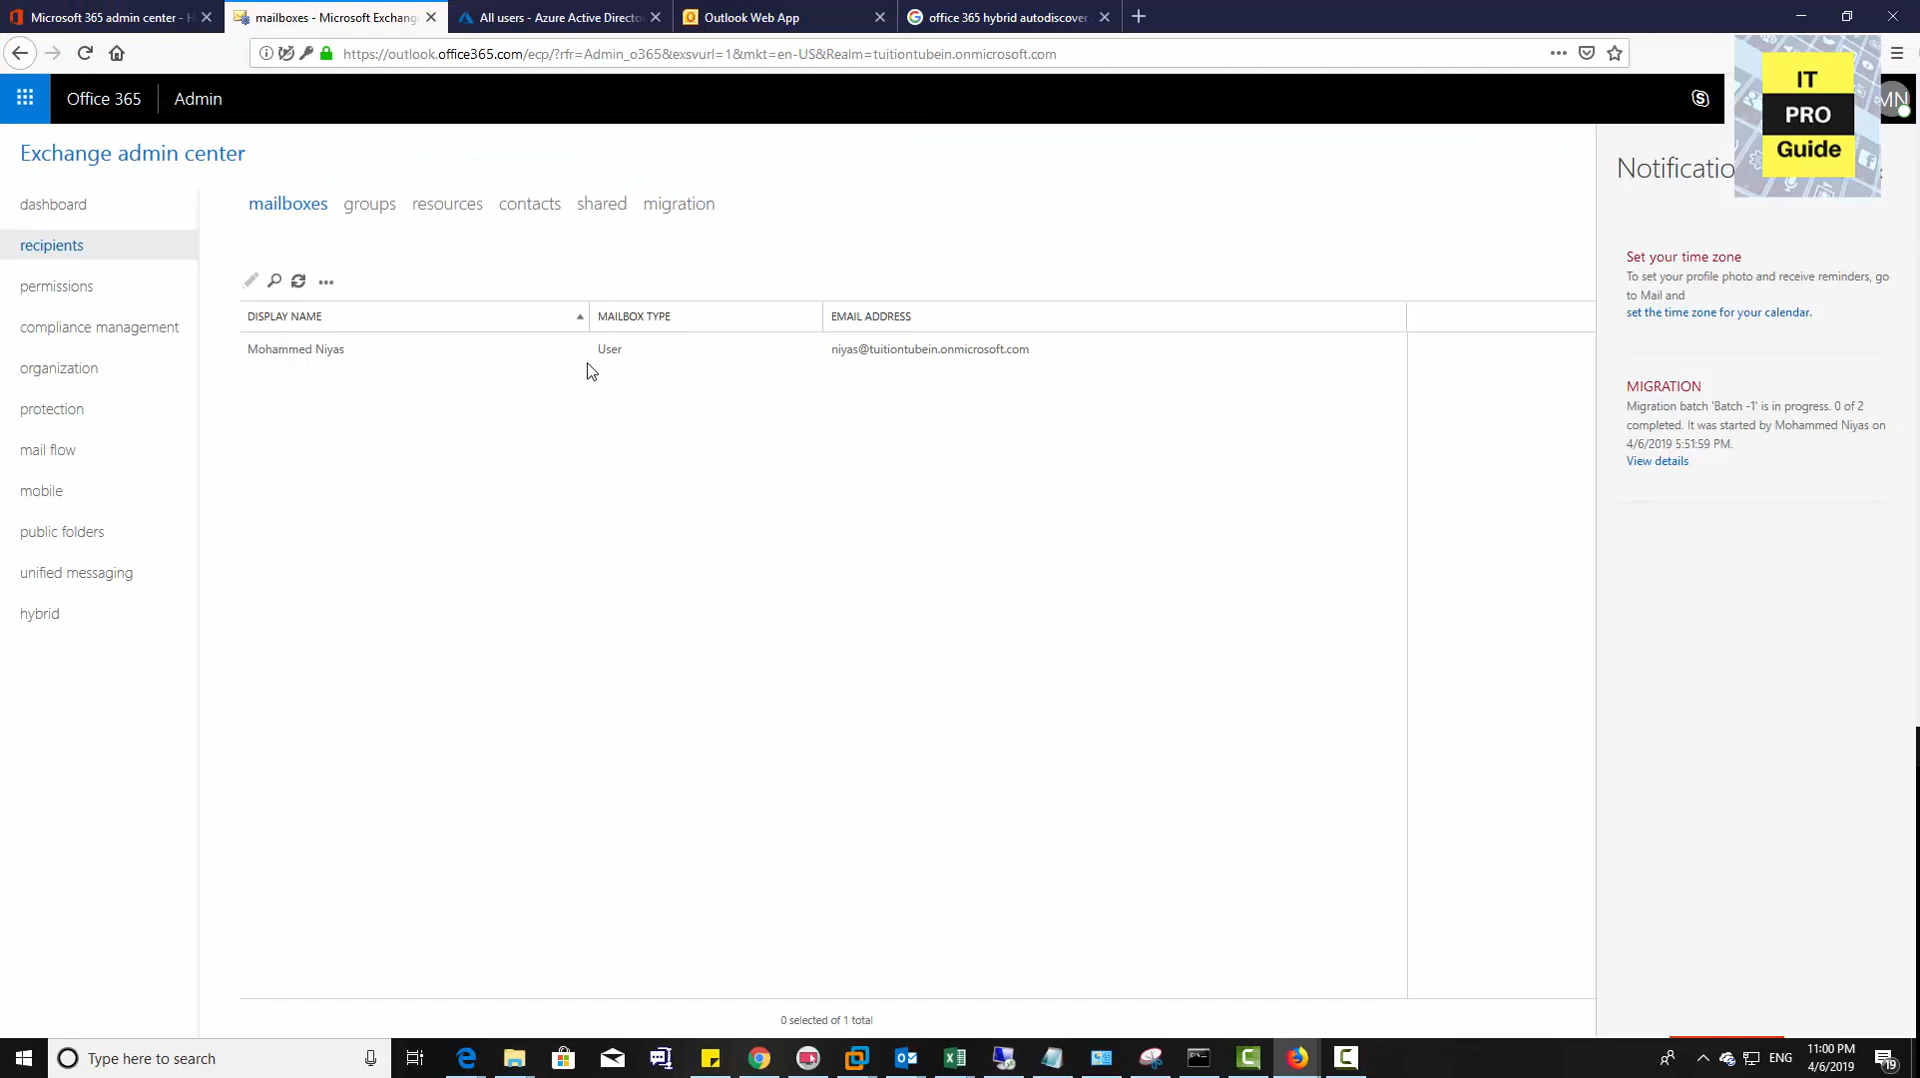 Microsoft 365 admin center - H
mailboxes - Microsoft Exchang
All users - Azure Active Directo
Outlook Web App
office 365 hybrid autodiscover
https://outlook.office365.com/ecp/?rfr=Admin_o365&exsvurl=1&mkt=en-US&Realm=tuitiontubein.onmicrosoft.com
IT
PRO
Guide
Office 365
Admin
MN
Exchange admin center
Notificatio
dashboard
recipients
permissions
compliance management
organization
protection
mail flow
mobile
public folders
unified messaging
hybrid
mailboxes groups resources contacts shared migration
DISPLAY NAME MAILBOX TYPE EMAIL ADDRESS
Mohammed Niyas User niyas@tuitiontubein.onmicrosoft.com
0 selected of 1 total
Set your time zone
To set your profile photo and receive reminders, go
to Mail and
set the time zone for your calendar.
MIGRATION
Migration batch 'Batch -1' is in progress. 0 of 2
completed. It was started by Mohammed Niyas on
4/6/2019 5:51:59 PM.
View details
Type here to search
ENG
11:00 PM
4/6/2019
19